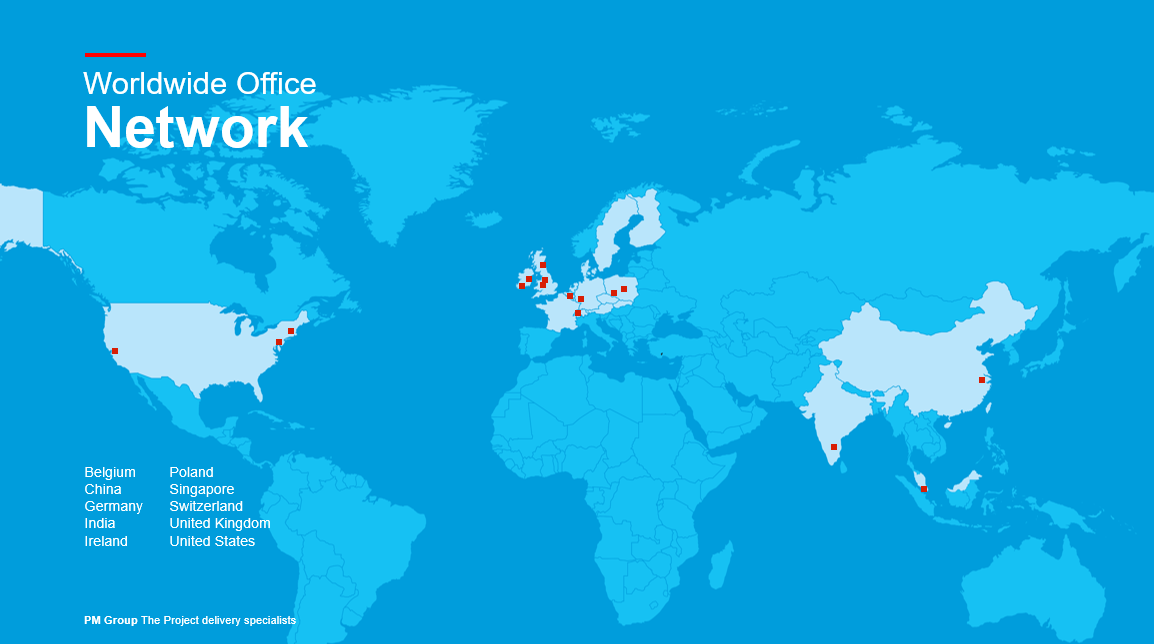 Worldwide Office
Network
Belgium
China
Germany
India
Ireland
Poland
Singapore
Switzerland
United Kingdom
United States
PM Group The Project delivery specialists